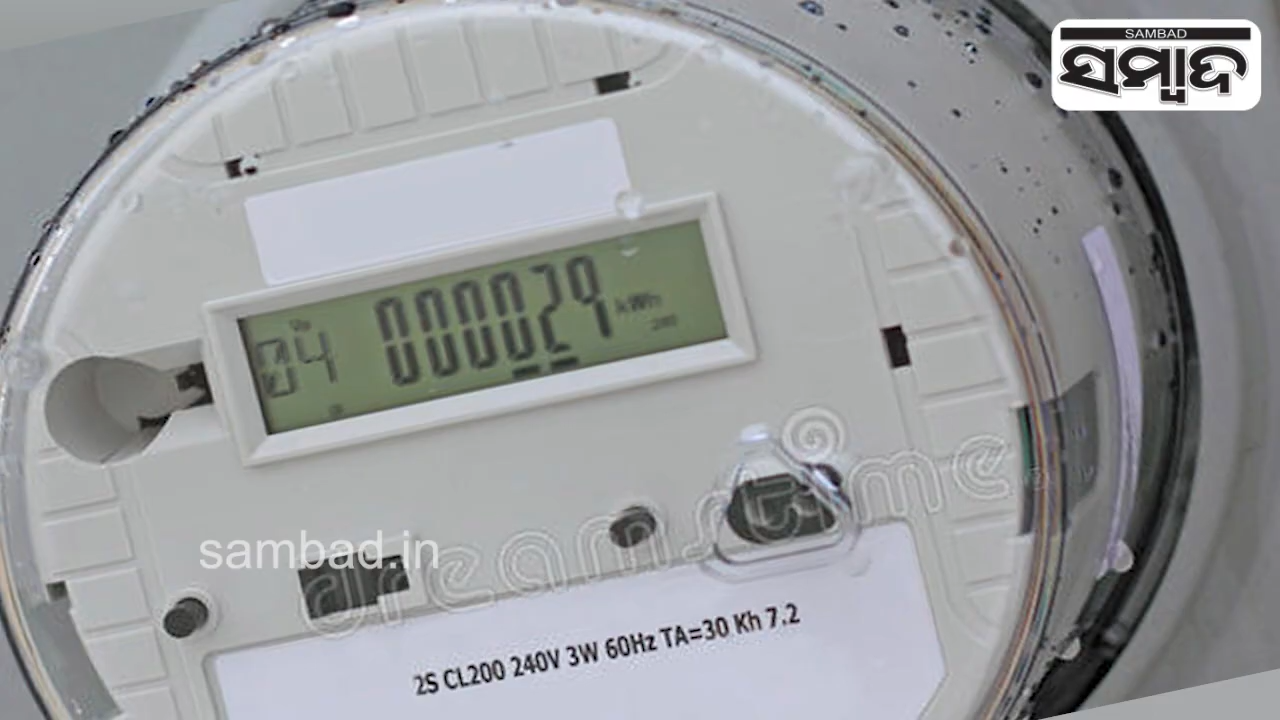 SAMBAD
ସମ୍ବାଦ
04 000029 kWh
sambad.in
dreamstime
2S CL200 240V 3W 60Hz TA=30 Kh 7.2